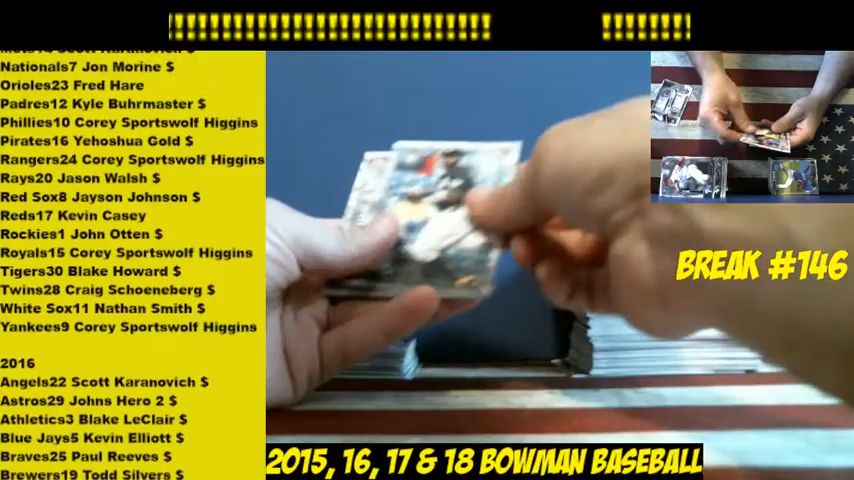 !!!!!!!!!!!!!!!!!!!!!!!!!!!!! !!!!!!!!
Mets14 Scott Karanovich $
Nationals7 Jon Morine $
Orioles23 Fred Hare
Padres12 Kyle Buhrmaster $
Phillies10 Corey Sportswolf Higgins
Pirates16 Yehoshua Gold $
Rangers24 Corey Sportswolf Higgins
Rays20 Jason Walsh $
Red Sox8 Jayson Johnson $
Reds17 Kevin Casey
Rockies1 John Otten $
Royals15 Corey Sportswolf Higgins
Tigers30 Blake Howard $
Twins28 Craig Schoeneberg $
White Sox11 Nathan Smith $
Yankees9 Corey Sportswolf Higgins
2016
Angels22 Scott Karanovich $
Astros29 Johns Hero 2 $
Athletics3 Blake LeClair $
Blue Jays5 Kevin Elliott $
Braves25 Paul Reeves $
Brewers19 Todd Silvers $
BREAK #146
2015, 16, 17 & 18 BOWMAN BASEBALL